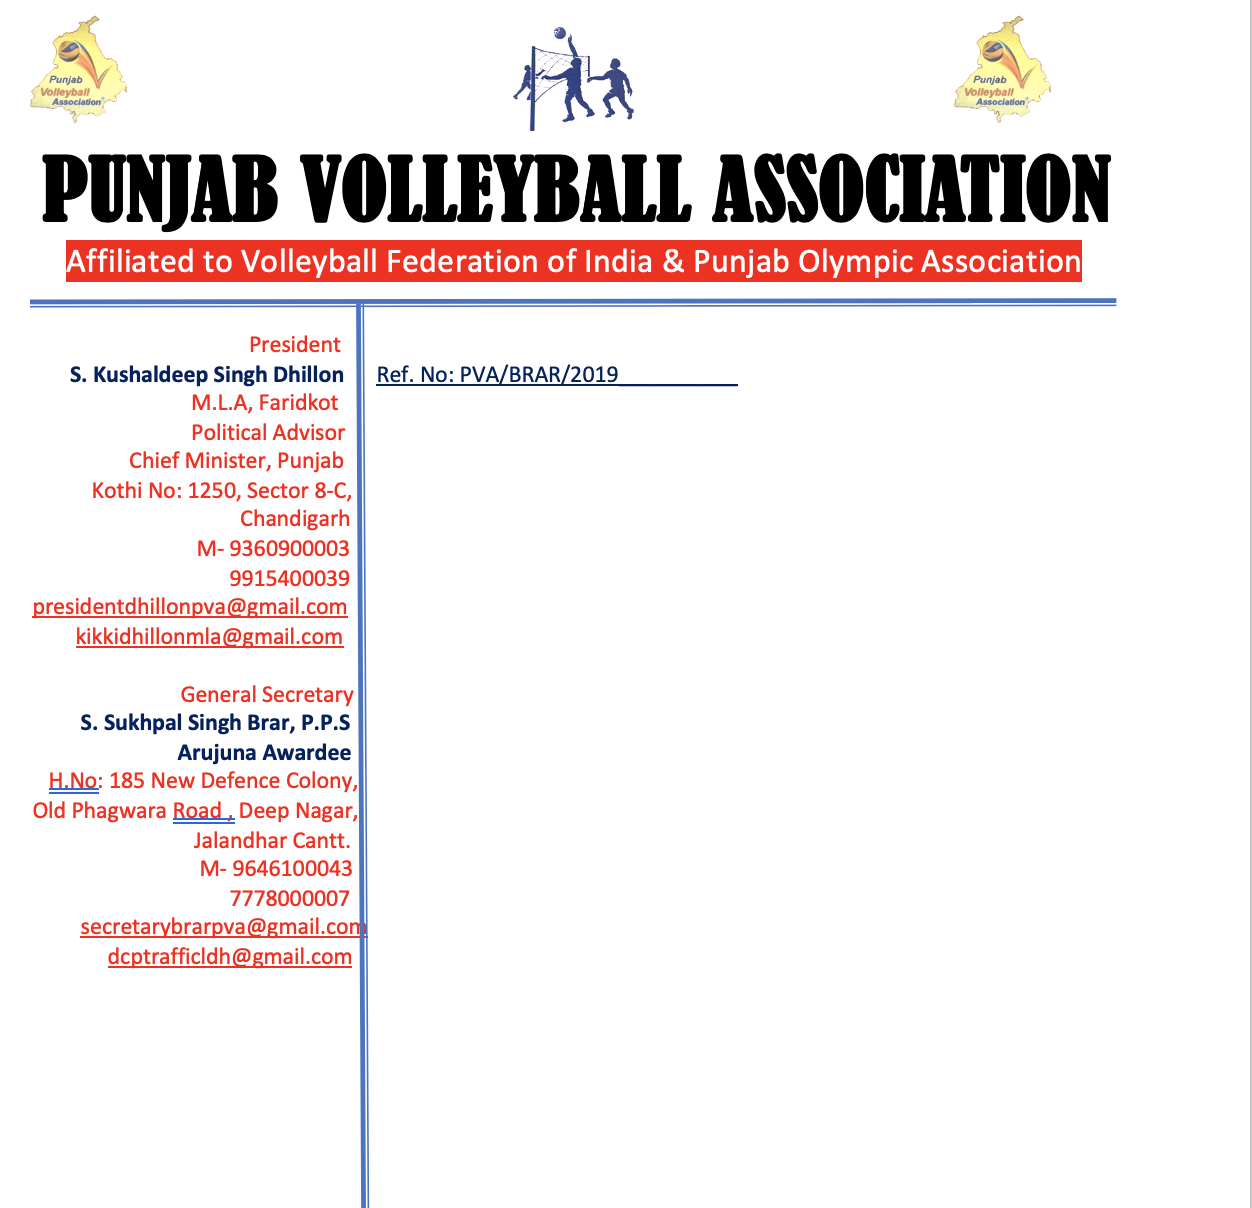 Punjab
Volleyball
Association
Punjab
Volleyball
Association
PUNJAB VOLLEYBALL ASSOCIATION
Affiliated to Volleyball Federation of India & Punjab Olympic Association
President
S. Kushaldeep Singh Dhillon
M.L.A, Faridkot
Political Advisor
Chief Minister, Punjab
Kothi No: 1250, Sector 8-C,
Chandigarh
M- 9360900003
9915400039
presidentdhillonpva@gmail.com
kikkidhillonmla@gmail.com
General Secretary
S. Sukhpal Singh Brar, P.P.S
Arujuna Awardee
H.No: 185 New Defence Colony,
Old Phagwara Road , Deep Nagar,
Jalandhar Cantt.
M- 9646100043
7778000007
secretarybrarpva@gmail.com
dcptrafficldh@gmail.com
Ref. No: PVA/BRAR/2019__________